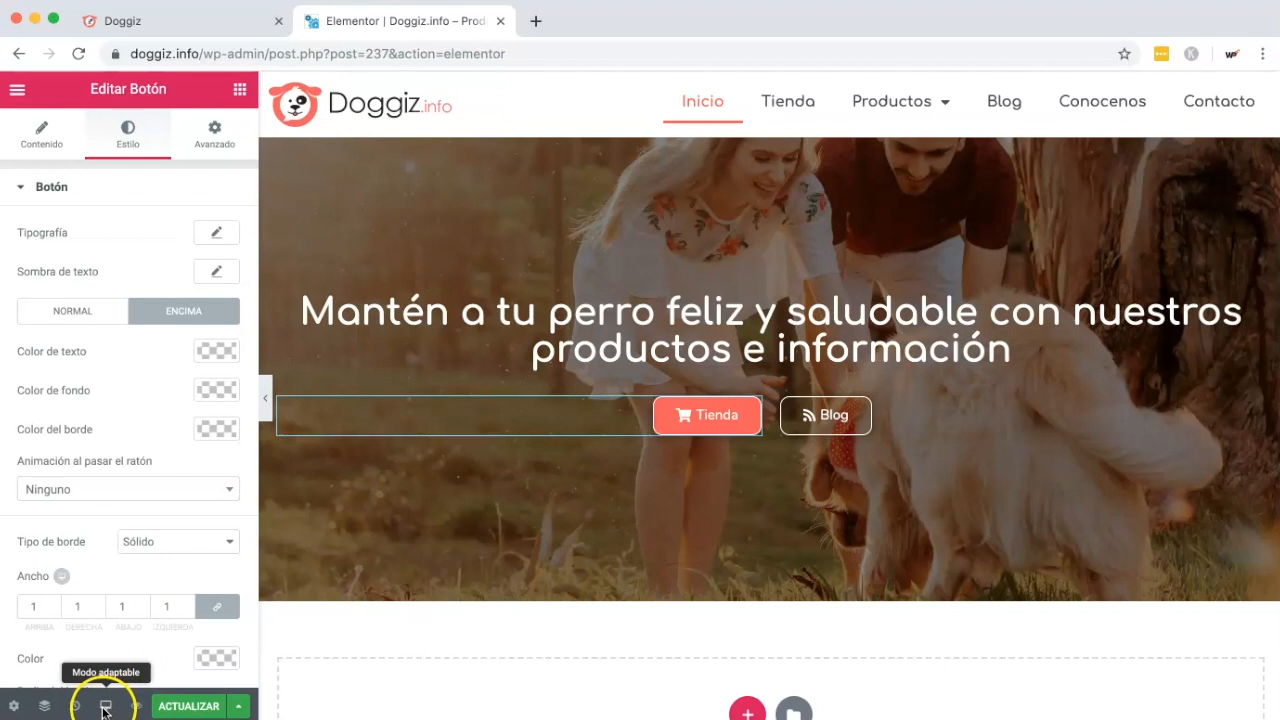 Doggiz
Elementor | Doggiz.info – Prod
doggiz.info/wp-admin/post.php?post=237&action=elementor
Editar Botón
Contenido
Estilo
Avanzado
Botón
Tipografía
Sombra de texto
NORMAL
ENCIMA
Color de texto
Color de fondo
Color del borde
Animación al pasar el ratón
Ninguno
Tipo de borde
Sólido
Ancho
1 1 1 1
ARRIBA DERECHA ABAJO IZQUIERDA
Color
Modo adaptable
ACTUALIZAR
Doggiz.info
Inicio
Tienda
Productos
Blog
Conocenos
Contacto
Mantén a tu perro feliz y saludable con nuestros
productos e información
Tienda
Blog